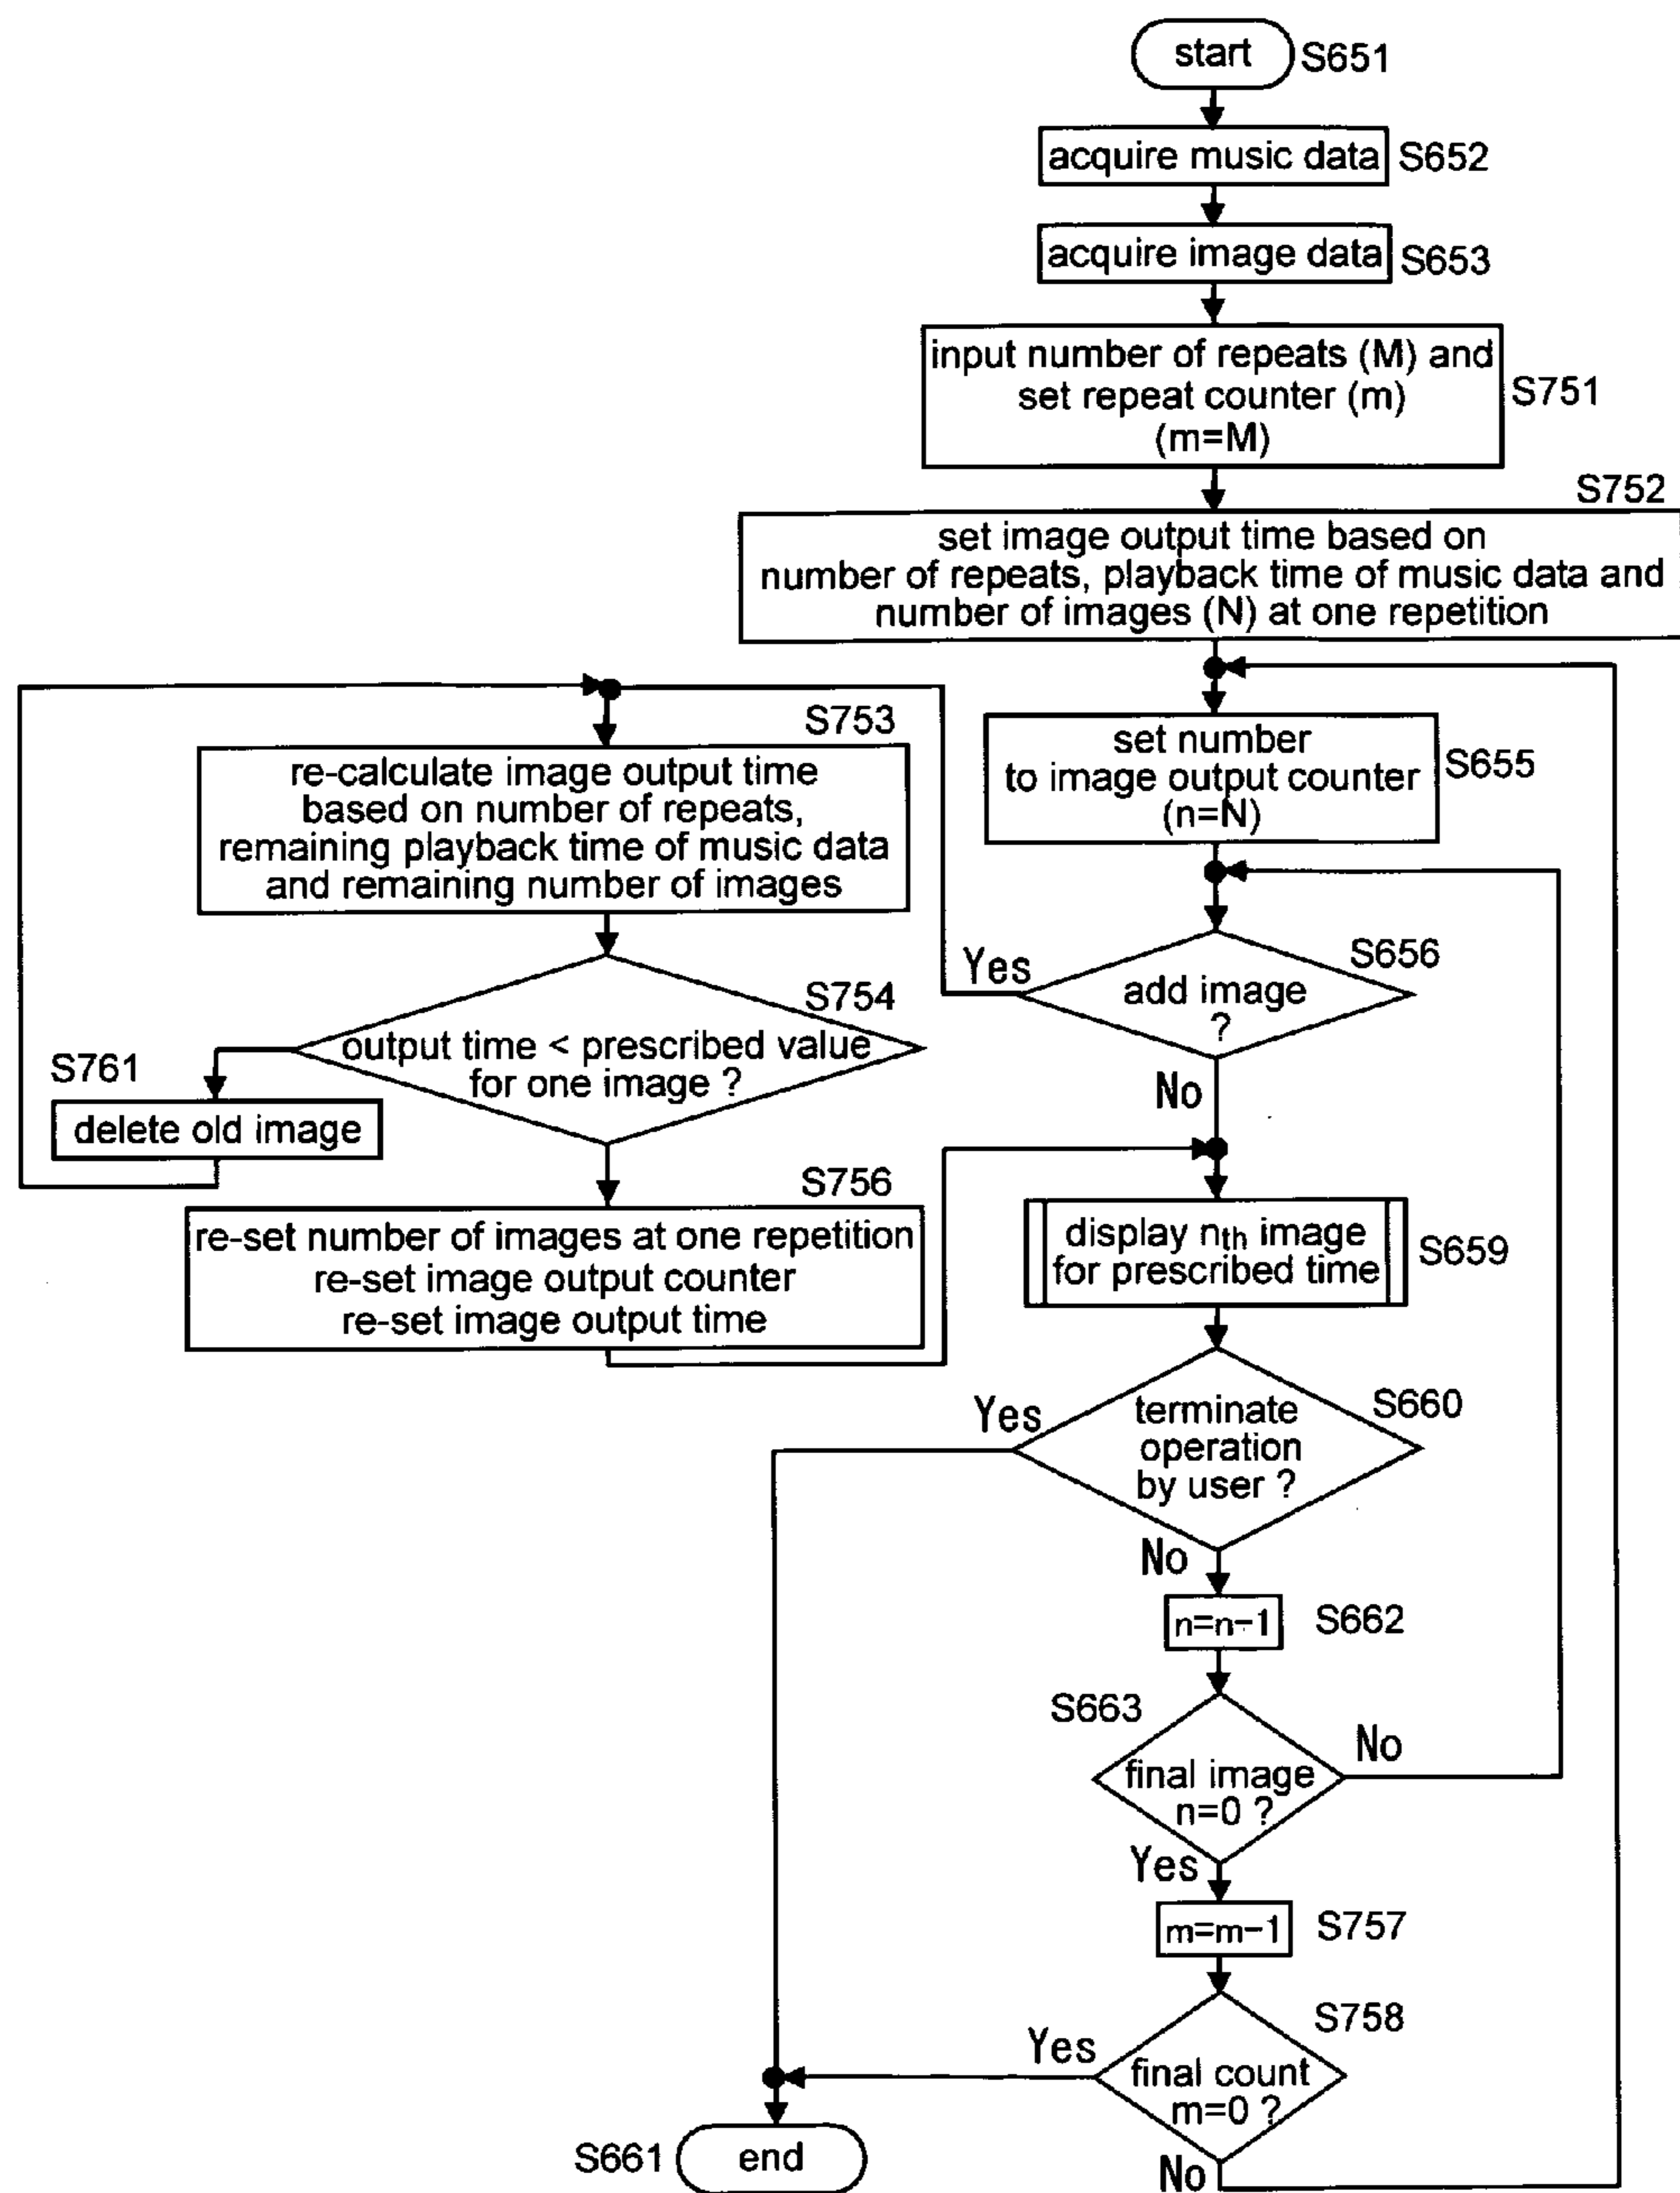 start
S651
acquire music data
S652
acquire image data
S653
input number of repeats (M) and
set repeat counter (m)
(m=M)
S751
S752
set image output time based on
number of repeats, playback time of music data and
number of images (N) at one repetition
set number
to image output counter
(n=N)
S655
S753
re-calculate image output time
based on number of repeats,
remaining playback time of music data
and remaining number of images
S656
Yes
add image
?
No
S754
output time < prescribed value
for one image ?
S761
delete old image
S756
re-set number of images at one repetition
re-set image output counter
re-set image output time
display nth image
for prescribed time
S659
S660
Yes
terminate
operation
by user ?
No
n=n-1
S662
S663
final image
n=0 ?
No
Yes
m=m-1
S757
S758
Yes
final count
m=0 ?
No
S661
end